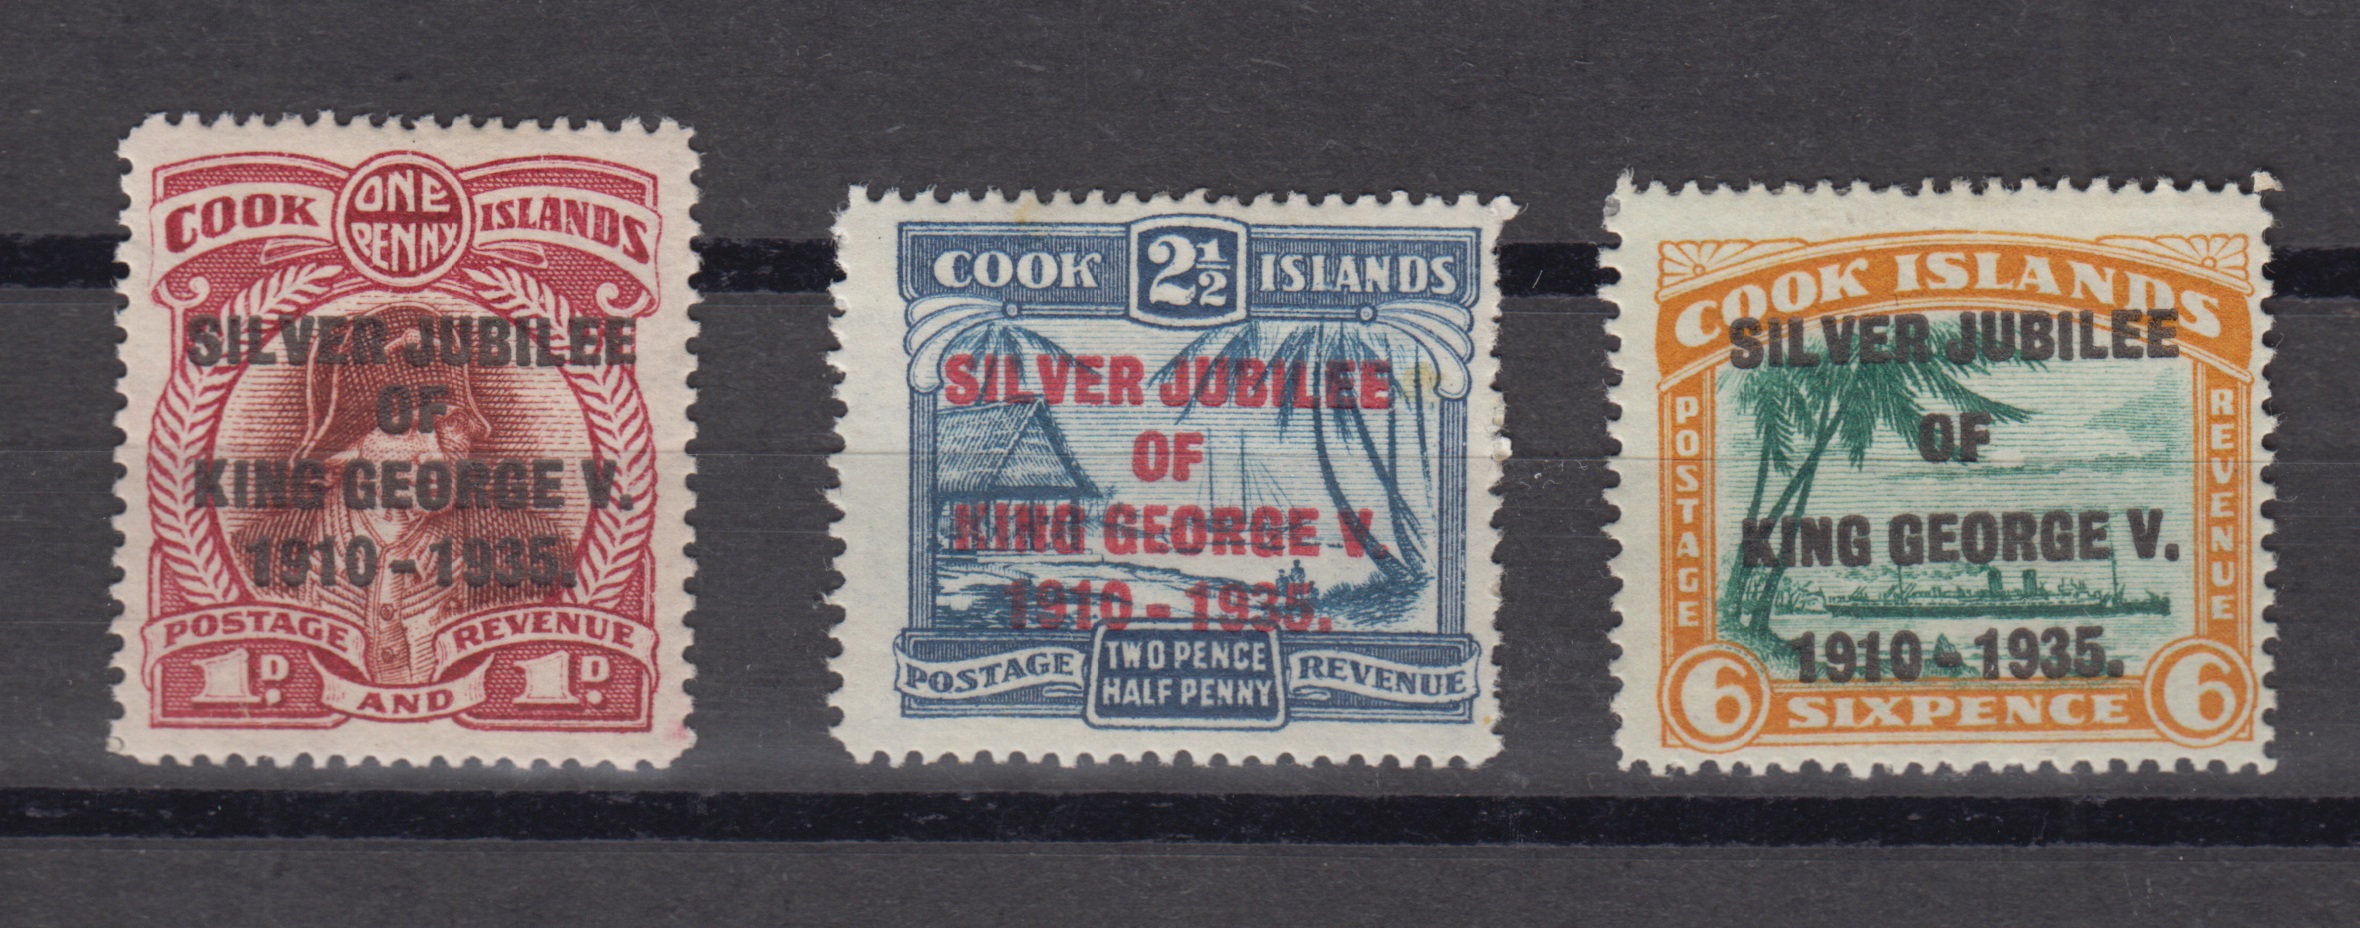 ONE
PENNY
COOK ISLANDS
SILVER JUBILEE
OF
KING GEORGE V.
1910-1935.
POSTAGE AND REVENUE
1D. 1D.
COOK 2½ ISLANDS
SILVER JUBILEE
OF
KING GEORGE V.
1910-1935.
POSTAGE REVENUE
TWO PENCE
HALF PENNY
COOK ISLANDS
SILVER JUBILEE
OF
KING GEORGE V.
1910-1935.
POSTAGE
REVENUE
6 SIXPENCE 6